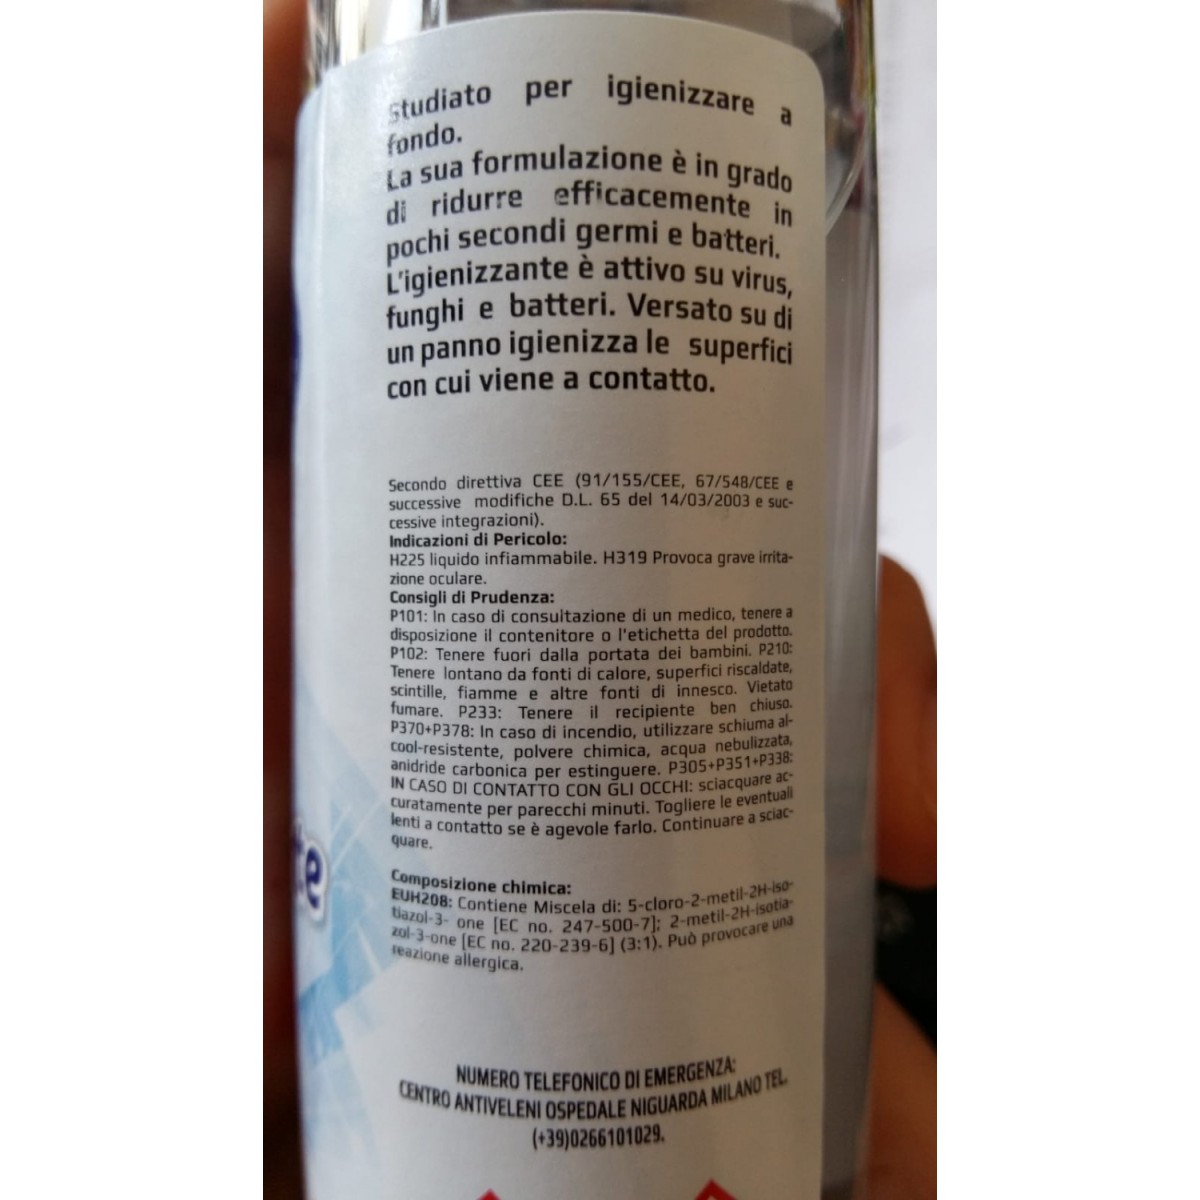 studiato per igienizzare a
fondo.
La sua formulazione è in grado
di ridurre efficacemente in
pochi secondi germi e batteri.
L'igienizzante è attivo su virus,
funghi e batteri. Versato su di
un panno igienizza le superfici
con cui viene a contatto.
Secondo direttiva CEE (91/155/CEE, 67/548/CEE e
successive modifiche D.L. 65 del 14/03/2003 e suc-
cessive integrazioni).
Indicazioni di Pericolo:
H225 liquido infiammabile. H319 Provoca grave irrita-
zione oculare.
Consigli di Prudenza:
P101: In caso di consultazione di un medico, tenere a
disposizione il contenitore o l'etichetta del prodotto.
P102: Tenere fuori dalla portata dei bambini. P210:
Tenere lontano da fonti di calore, superfici riscaldate,
scintille, fiamme e altre fonti di innesco. Vietato
fumare. P233: Tenere il recipiente ben chiuso.
P370+P378: In caso di incendio, utilizzare schiuma al-
cool-resistente, polvere chimica, acqua nebulizzata,
anidride carbonica per estinguere. P305+P351+P338:
IN CASO DI CONTATTO CON GLI OCCHI: sciacquare ac-
curatamente per parecchi minuti. Togliere le eventuali
lenti a contatto se è agevole farlo. Continuare a sciac-
quare.
Composizione chimica:
EUH208: Contiene Miscela di: 5-cloro-2-metil-2H-iso-
tiazol-3- one [EC no. 247-500-7]; 2-metil-2H-isotia-
zol-3-one [EC no. 220-239-6] (3:1). Può provocare una
reazione allergica.
NUMERO TELEFONICO DI EMERGENZA:
CENTRO ANTIVELENI OSPEDALE NIGUARDA MILANO TEL.
(+39)0266101029.